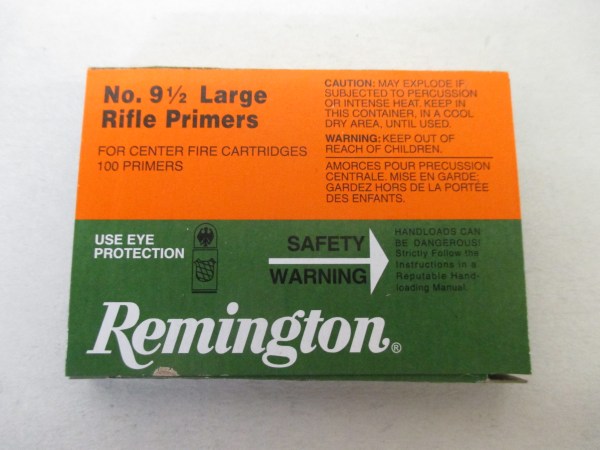 No. 9 ½ Large
Rifle Primers
FOR CENTER FIRE CARTRIDGES
100 PRIMERS
CAUTION: MAY EXPLODE IF
SUBJECTED TO PERCUSSION
OR INTENSE HEAT. KEEP IN
THIS CONTAINER, IN A COOL
DRY AREA, UNTIL USED.
WARNING: KEEP OUT OF
REACH OF CHILDREN.
AMORCES POUR PRECUSSION
CENTRALE. MISE EN GARDE;
GARDEZ HORS DE LA PORTÉE
DES ENFANTS.
USE EYE
PROTECTION
SAFETY
WARNING
HANDLOADS CAN
BE DANGEROUS!
Strictly Follow the
Instructions in a
Reputable Hand-
loading Manual.
Remington®